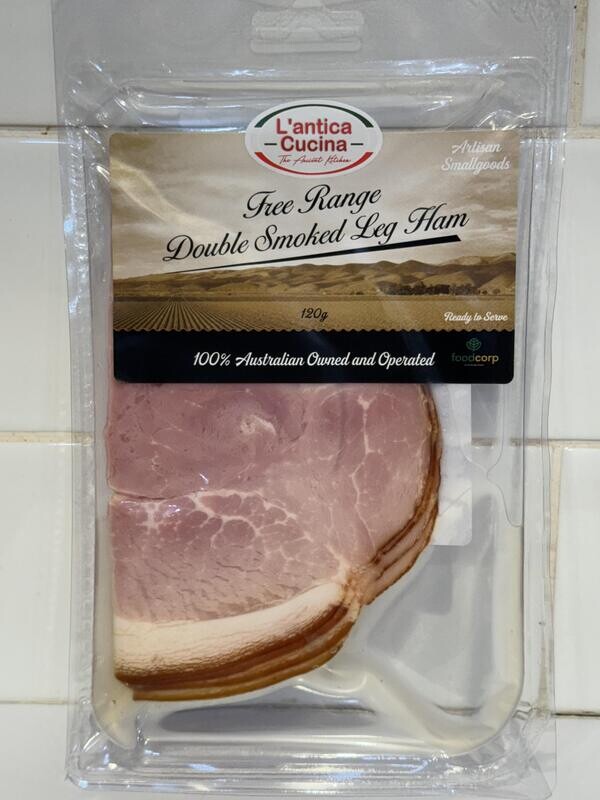 L'antica
Cucina
The Ancient Kitchen
Artisan
Smallgoods
Free Range
Double Smoked Leg Ham
120g
Ready to Serve
100% Australian Owned and Operated
foodcorp